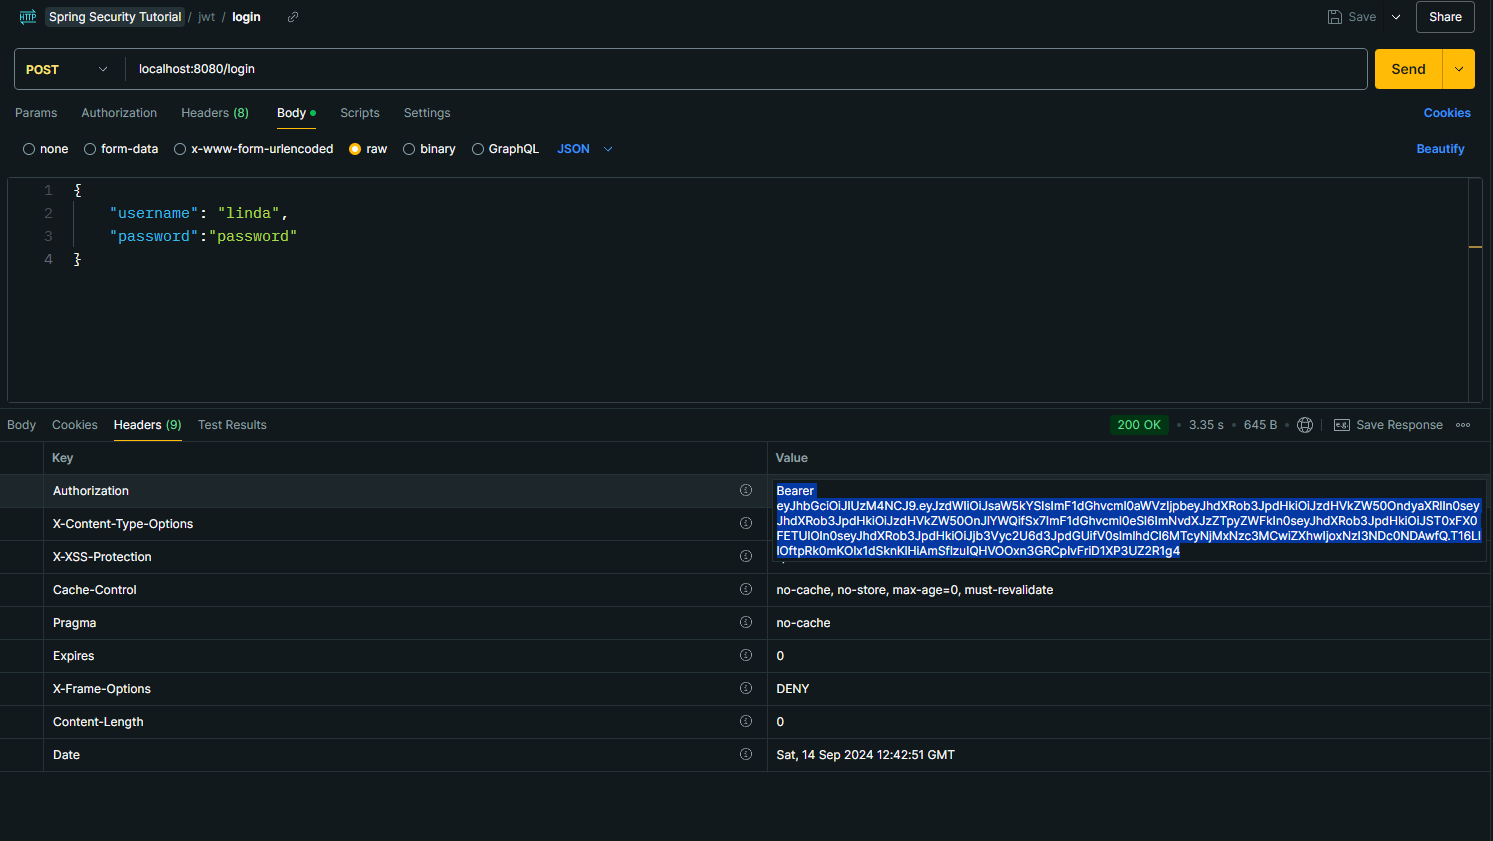 HTTP Spring Security Tutorial / jwt / login Save Share
POST localhost:8080/login Send
Params Authorization Headers (8) Body Scripts Settings Cookies
none form-data x-www-form-urlencoded raw binary GraphQL JSON Beautify
1 {
2 "username": "linda",
3 "password":"password"
4 }
Body Cookies Headers (9) Test Results 200 OK 3.35 s 645 B e.g. Save Response
Key Value
Authorization Bearer
X-Content-Type-Options
X-XSS-Protection
Cache-Control no-cache, no-store, max-age=0, must-revalidate
Pragma no-cache
Expires 0
X-Frame-Options DENY
Content-Length 0
Date Sat, 14 Sep 2024 12:42:51 GMT